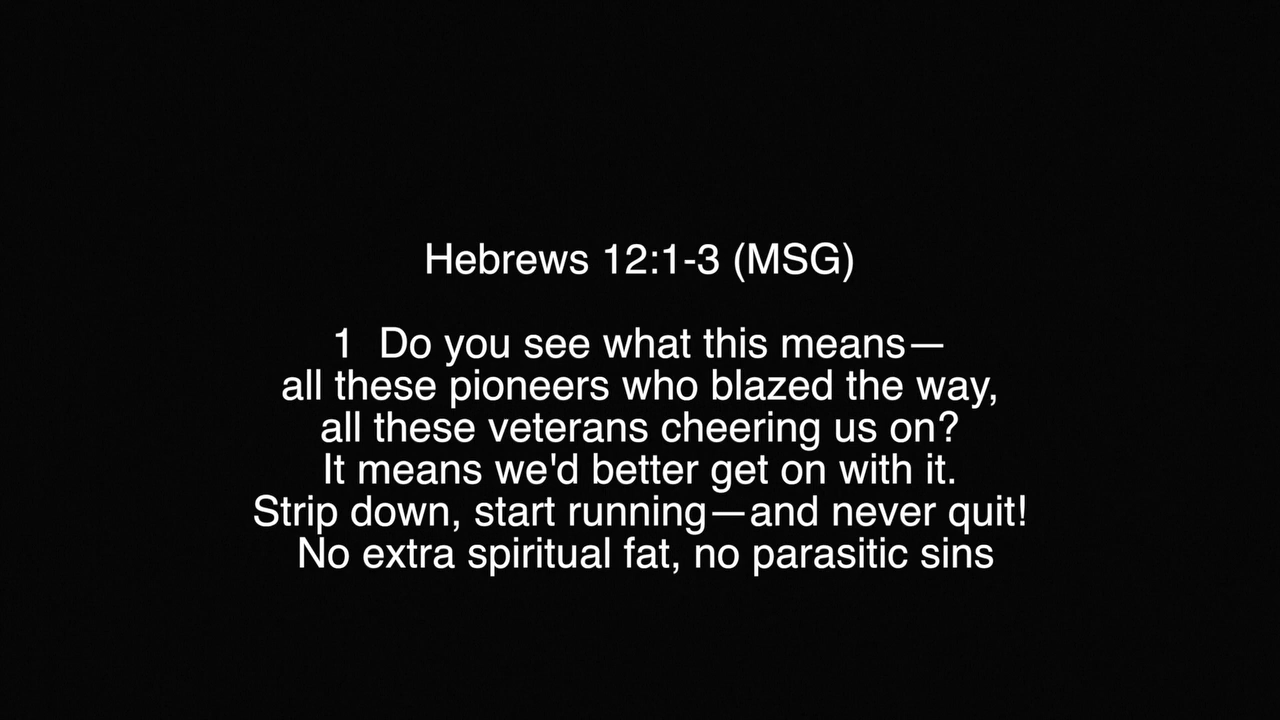 Hebrews 12:1-3 (MSG)
1 Do you see what this means—
all these pioneers who blazed the way,
all these veterans cheering us on?
It means we'd better get on with it.
Strip down, start running—and never quit!
No extra spiritual fat, no parasitic sins